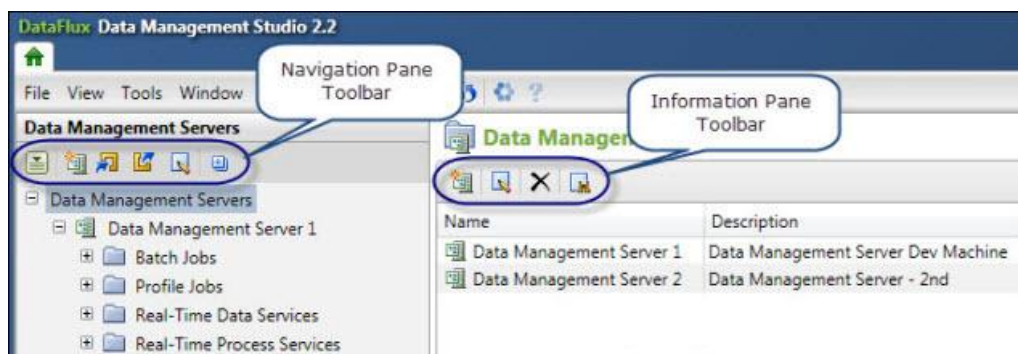 DataFlux Data Management Studio 2.2
Navigation Pane
Toolbar
File View Tools Window
Information Pane
Toolbar
Data Management Servers
Data Managem
Data Management Servers
Data Management Server 1
Batch Jobs
Profile Jobs
Real-Time Data Services
Real-Time Process Services
Name Description
Data Management Server 1 Data Management Server Dev Machine
Data Management Server 2 Data Management Server - 2nd